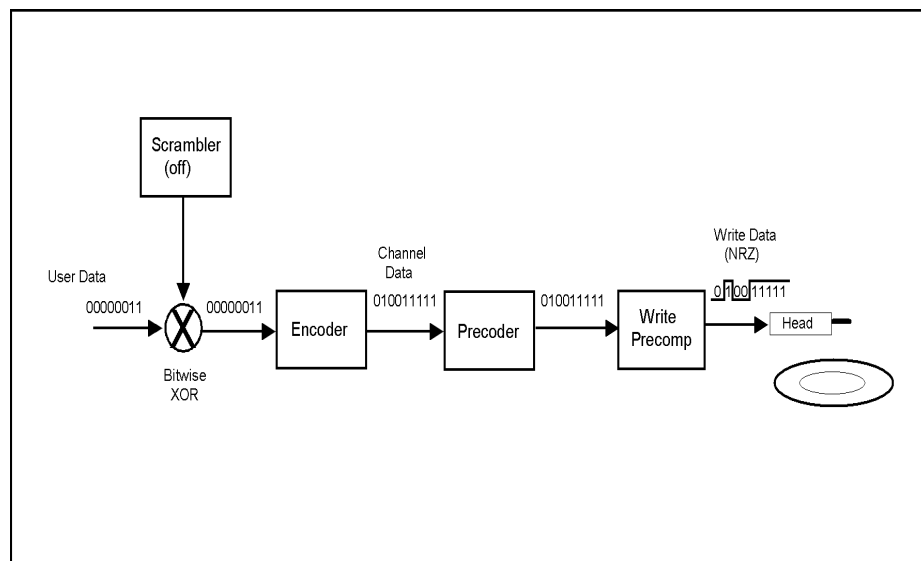 Scrambler
(off)
User Data
00000011
Bitwise
XOR
00000011
Encoder
Channel
Data
010011111
Precoder
010011111
Write
Precomp
Write Data
(NRZ)
010011111
Head